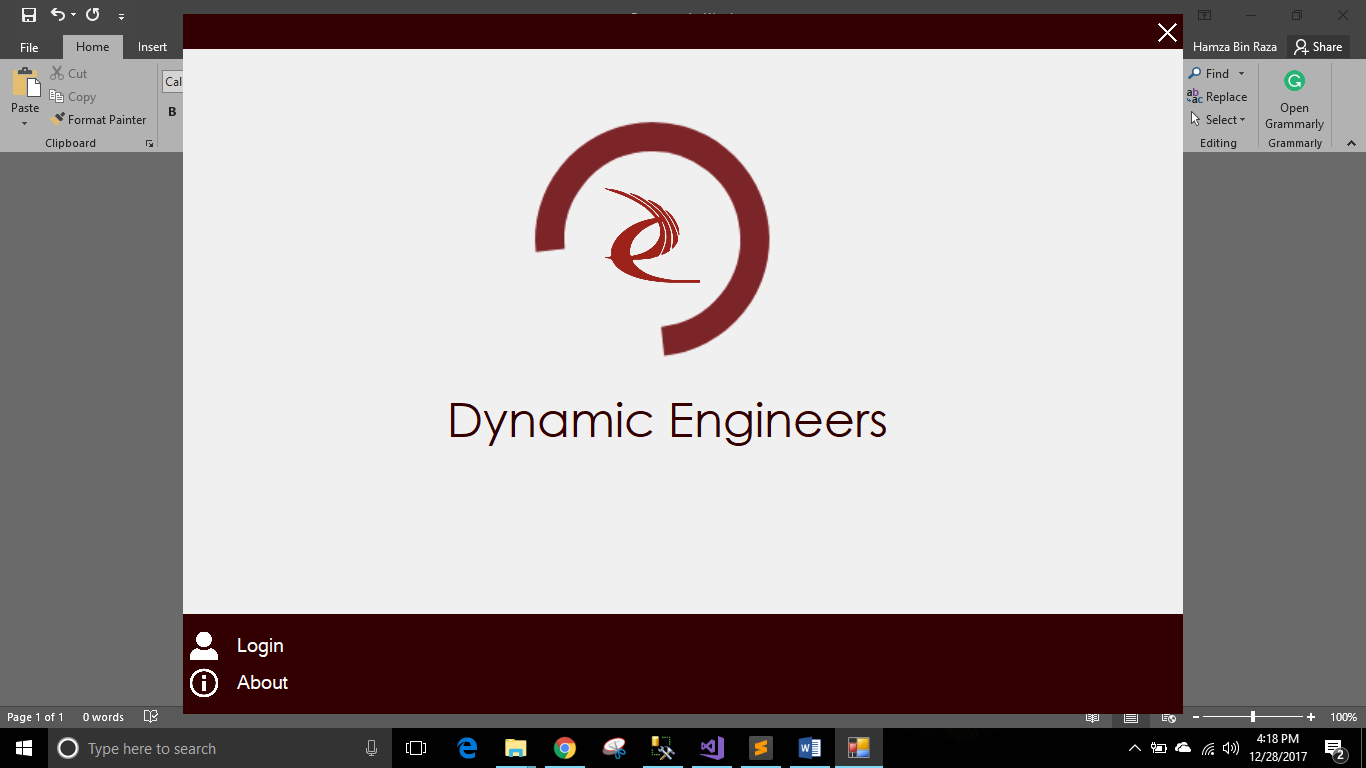 File Home Insert Hamza Bin Raza Share
Cut
Copy
Format Painter
Paste
Clipboard
Cal
B
Find
Replace
Select
Editing
Open
Grammarly
Grammarly
Dynamic Engineers
Login
About
Page 1 of 1 0 words 100%
Type here to search
4:18 PM
12/28/2017
2